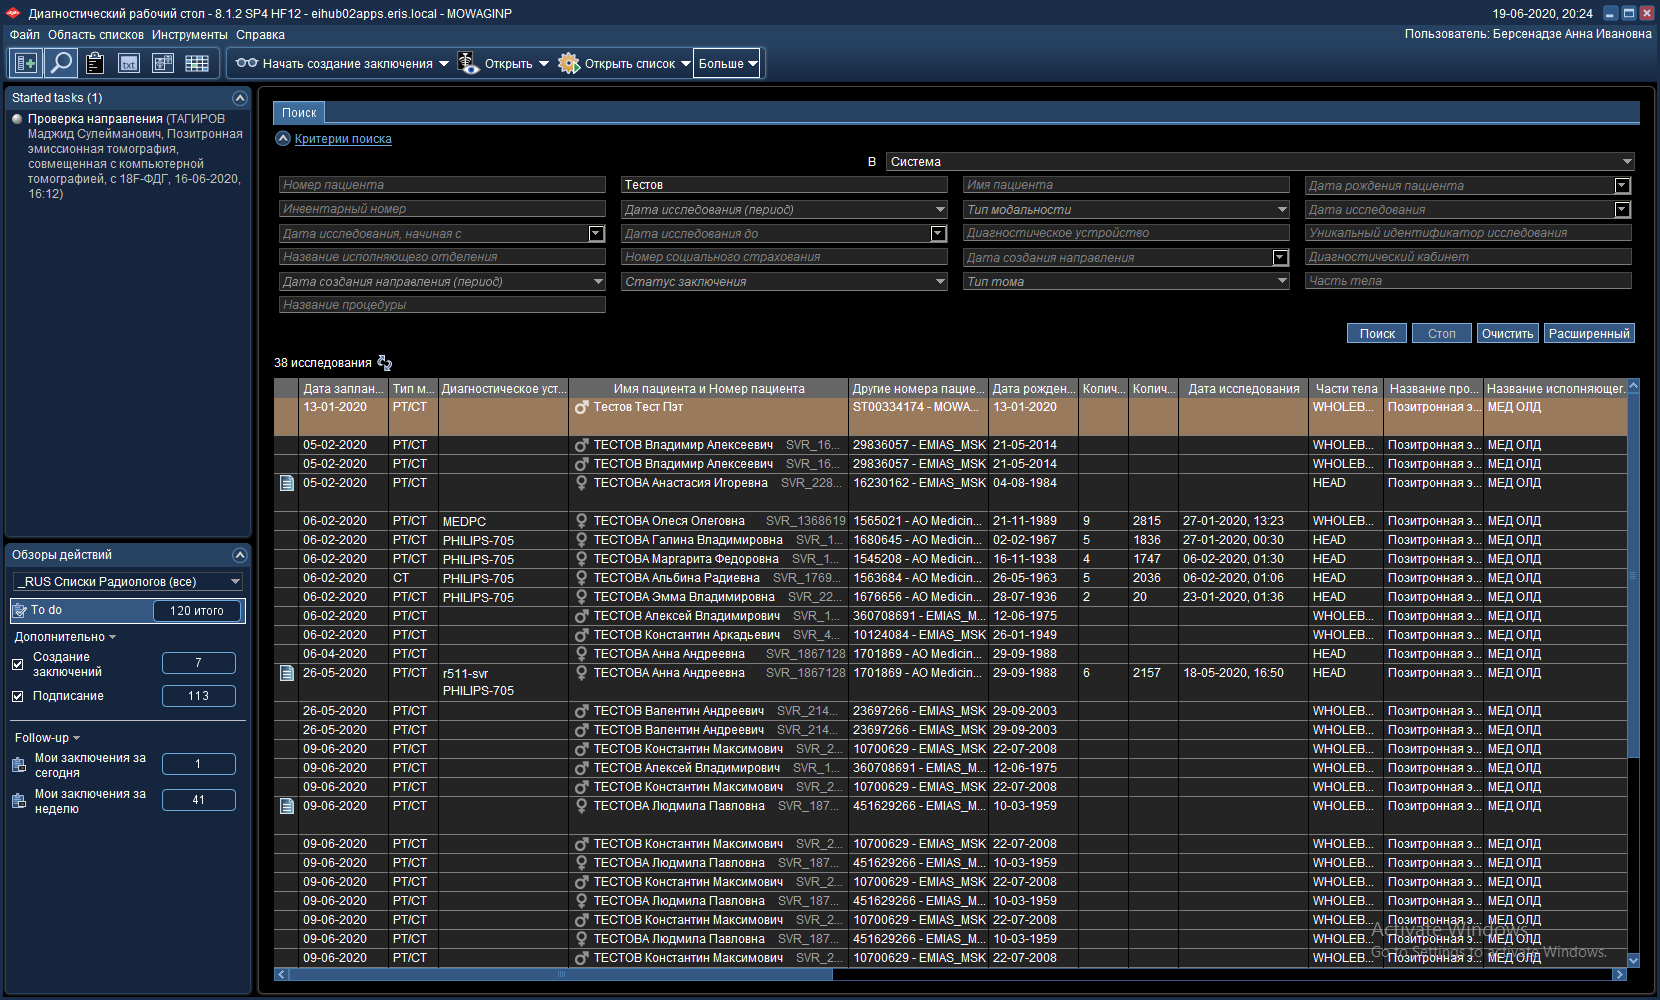 Диагностический рабочий стол - 8.1.2 SP4 HF12 - eihub02apps.eris.local - MOWAGINP
19-06-2020, 20:24
Файл Область списков Инструменты Справка
Пользователь: Берсенадзе Анна Ивановна
txt Начать создание заключения Открыть Открыть список Больше
Started tasks (1)
Проверка направления (ТАГИРОВ
Маджид Сулейманович, Позитронная
эмиссионная томография,
совмещенная с компьютерной
томографией, с 18F-ФДГ, 16-06-2020,
16:12)
Обзоры действий
_RUS Списки Радиологов (все)
To do 120 итого
Дополнительно
Создание
заключений 7
Подписание 113
Follow-up
Мои заключения за
сегодня 1
Мои заключения за
неделю 41
Поиск
Критерии поиска
В Система
Номер пациента Тестов Имя пациента Дата рождения пациента
Инвентарный номер Дата исследования (период) Тип модальности Дата исследования
Дата исследования, начиная с Дата исследования до Диагностическое устройство Уникальный идентификатор исследования
Название исполняющего отделения Номер социального страхования Дата создания направления Диагностический кабинет
Дата создания направления (период) Статус заключения Тип тома Часть тела
Название процедуры
Поиск Стоп Очистить Расширенный
38 исследования
Дата заплан... Тип м... Диагностическое уст... Имя пациента и Номер пациента Другие номера пацие... Дата рожден... Колич... Колич... Дата исследования Части тела Название про... Название исполняющег...
13-01-2020 PT/CT Тестов Тест Пэт ST00334174 - MOWA... 13-01-2020 WHOLEB... Позитронная э... МЕД ОЛД
05-02-2020 PT/CT ТЕСТОВ Владимир Алексеевич SVR_16... 29836057 - EMIAS_MSK 21-05-2014 WHOLEB... Позитронная э... МЕД ОЛД
05-02-2020 PT/CT ТЕСТОВ Владимир Алексеевич SVR_16... 29836057 - EMIAS_MSK 21-05-2014 WHOLEB... Позитронная э... МЕД ОЛД
05-02-2020 PT/CT ТЕСТОВА Анастасия Игоревна SVR_228... 16230162 - EMIAS_MSK 04-08-1984 HEAD Позитронная э... МЕД ОЛД
06-02-2020 PT/CT MEDPC ТЕСТОВА Олеся Олеговна SVR_1368619 1565021 - АО Medicin... 21-11-1989 9 2815 27-01-2020, 13:23 WHOLEB... Позитронная э... МЕД ОЛД
06-02-2020 PT/CT PHILIPS-705 ТЕСТОВА Галина Владимировна SVR_1... 1680645 - АО Medicin... 02-02-1967 5 1836 27-01-2020, 00:30 HEAD Позитронная э... МЕД ОЛД
06-02-2020 PT/CT PHILIPS-705 ТЕСТОВА Маргарита Федоровна SVR_1... 1545208 - АО Medicin... 16-11-1938 4 1747 06-02-2020, 01:30 HEAD Позитронная э... МЕД ОЛД
06-02-2020 CT PHILIPS-705 ТЕСТОВА Альбина Радиевна SVR_1769... 1563684 - АО Medicin... 26-05-1963 5 2036 06-02-2020, 01:06 HEAD Позитронная э... МЕД ОЛД
06-02-2020 PT/CT PHILIPS-705 ТЕСТОВА Эмма Владимировна SVR_22... 1676656 - АО Medicin... 28-07-1936 2 20 23-01-2020, 01:36 HEAD Позитронная э... МЕД ОЛД
06-02-2020 PT/CT ТЕСТОВ Алексей Владимирович SVR_1... 360708691 - EMIAS_M... 12-06-1975 WHOLEB... Позитронная э... МЕД ОЛД
06-02-2020 PT/CT ТЕСТОВ Константин Аркадьевич SVR_4... 10124084 - EMIAS_MSK 26-01-1949 WHOLEB... Позитронная э... МЕД ОЛД
06-04-2020 PT/CT ТЕСТОВА Анна Андреевна SVR_1867128 1701869 - АО Medicin... 29-09-1988 HEAD Позитронная э... МЕД ОЛД
26-05-2020 PT/CT r511-svr ТЕСТОВА Анна Андреевна SVR_1867128 1701869 - АО Medicin... 29-09-1988 6 2157 18-05-2020, 16:50 HEAD Позитронная э... МЕД ОЛД
PHILIPS-705
26-05-2020 PT/CT ТЕСТОВ Валентин Андреевич SVR_214... 23697266 - EMIAS_MSK 29-09-2003 WHOLEB... Позитронная э... МЕД ОЛД
26-05-2020 PT/CT ТЕСТОВ Валентин Андреевич SVR_214... 23697266 - EMIAS_MSK 29-09-2003 WHOLEB... Позитронная э... МЕД ОЛД
09-06-2020 PT/CT ТЕСТОВ Константин Максимович SVR_2... 10700629 - EMIAS_MSK 22-07-2008 WHOLEB... Позитронная э... МЕД ОЛД
09-06-2020 PT/CT ТЕСТОВ Алексей Владимирович SVR_1... 360708691 - EMIAS_M... 12-06-1975 WHOLEB... Позитронная э... МЕД ОЛД
09-06-2020 PT/CT ТЕСТОВ Константин Максимович SVR_2... 10700629 - EMIAS_MSK 22-07-2008 WHOLEB... Позитронная э... МЕД ОЛД
09-06-2020 PT/CT ТЕСТОВА Людмила Павловна SVR_187... 451629266 - EMIAS_M... 10-03-1959 WHOLEB... Позитронная э... МЕД ОЛД
09-06-2020 PT/CT ТЕСТОВ Константин Максимович SVR_2... 10700629 - EMIAS_MSK 22-07-2008 WHOLEB... Позитронная э... МЕД ОЛД
09-06-2020 PT/CT ТЕСТОВА Людмила Павловна SVR_187... 451629266 - EMIAS_M... 10-03-1959 WHOLEB... Позитронная э... МЕД ОЛД
09-06-2020 PT/CT ТЕСТОВ Константин Максимович SVR_2... 10700629 - EMIAS_MSK 22-07-2008 WHOLEB... Позитронная э... МЕД ОЛД
09-06-2020 PT/CT ТЕСТОВА Людмила Павловна SVR_187... 451629266 - EMIAS_M... 10-03-1959 WHOLEB... Позитронная э... МЕД ОЛД
09-06-2020 PT/CT ТЕСТОВ Константин Максимович SVR_2... 10700629 - EMIAS_MSK 22-07-2008 WHOLEB... Позитронная э... МЕД ОЛД
09-06-2020 PT/CT ТЕСТОВА Людмила Павловна SVR_187... 451629266 - EMIAS_M... 10-03-1959 WHOLEB... Позитронная э... МЕД ОЛД
09-06-2020 PT/CT ТЕСТОВ Константин Максимович SVR_2... 10700629 - EMIAS_MSK 22-07-2008 WHOLEB... Позитронная э... МЕД ОЛД
Activate Windows
Go to Settings to activate Windows.